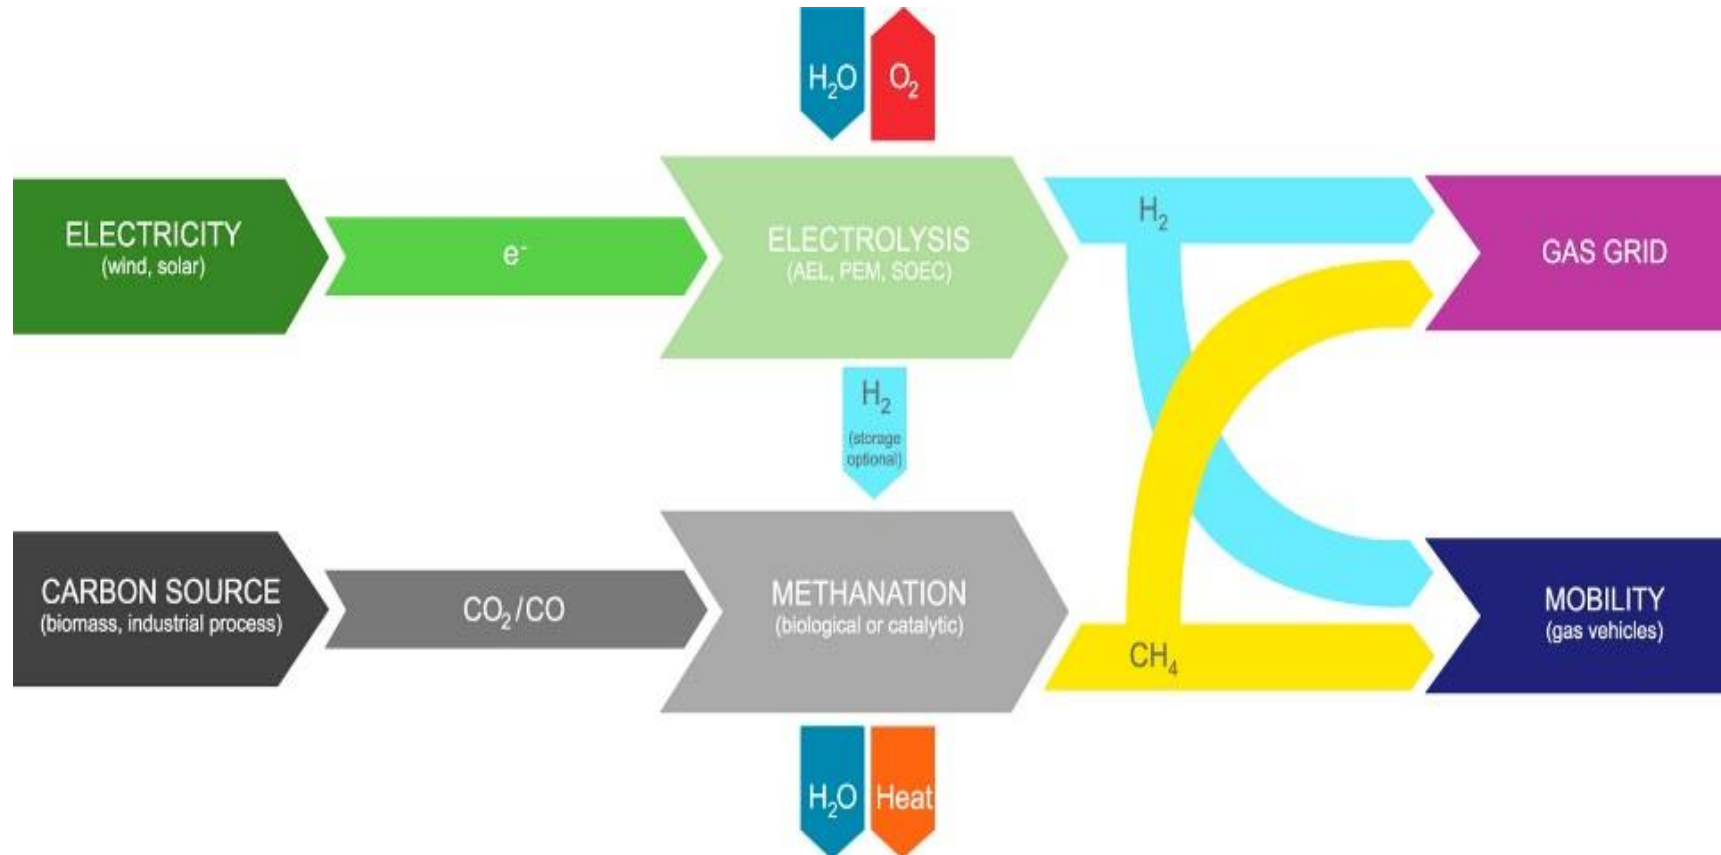 H₂O
O₂
ELECTRICITY
(wind, solar)
e⁻
ELECTROLYSIS
(AEL, PEM, SOEC)
H₂
GAS GRID
H₂
(storage
optional)
CARBON SOURCE
(biomass, industrial process)
CO₂/CO
METHANATION
(biological or catalytic)
CH₄
MOBILITY
(gas vehicles)
H₂O
Heat